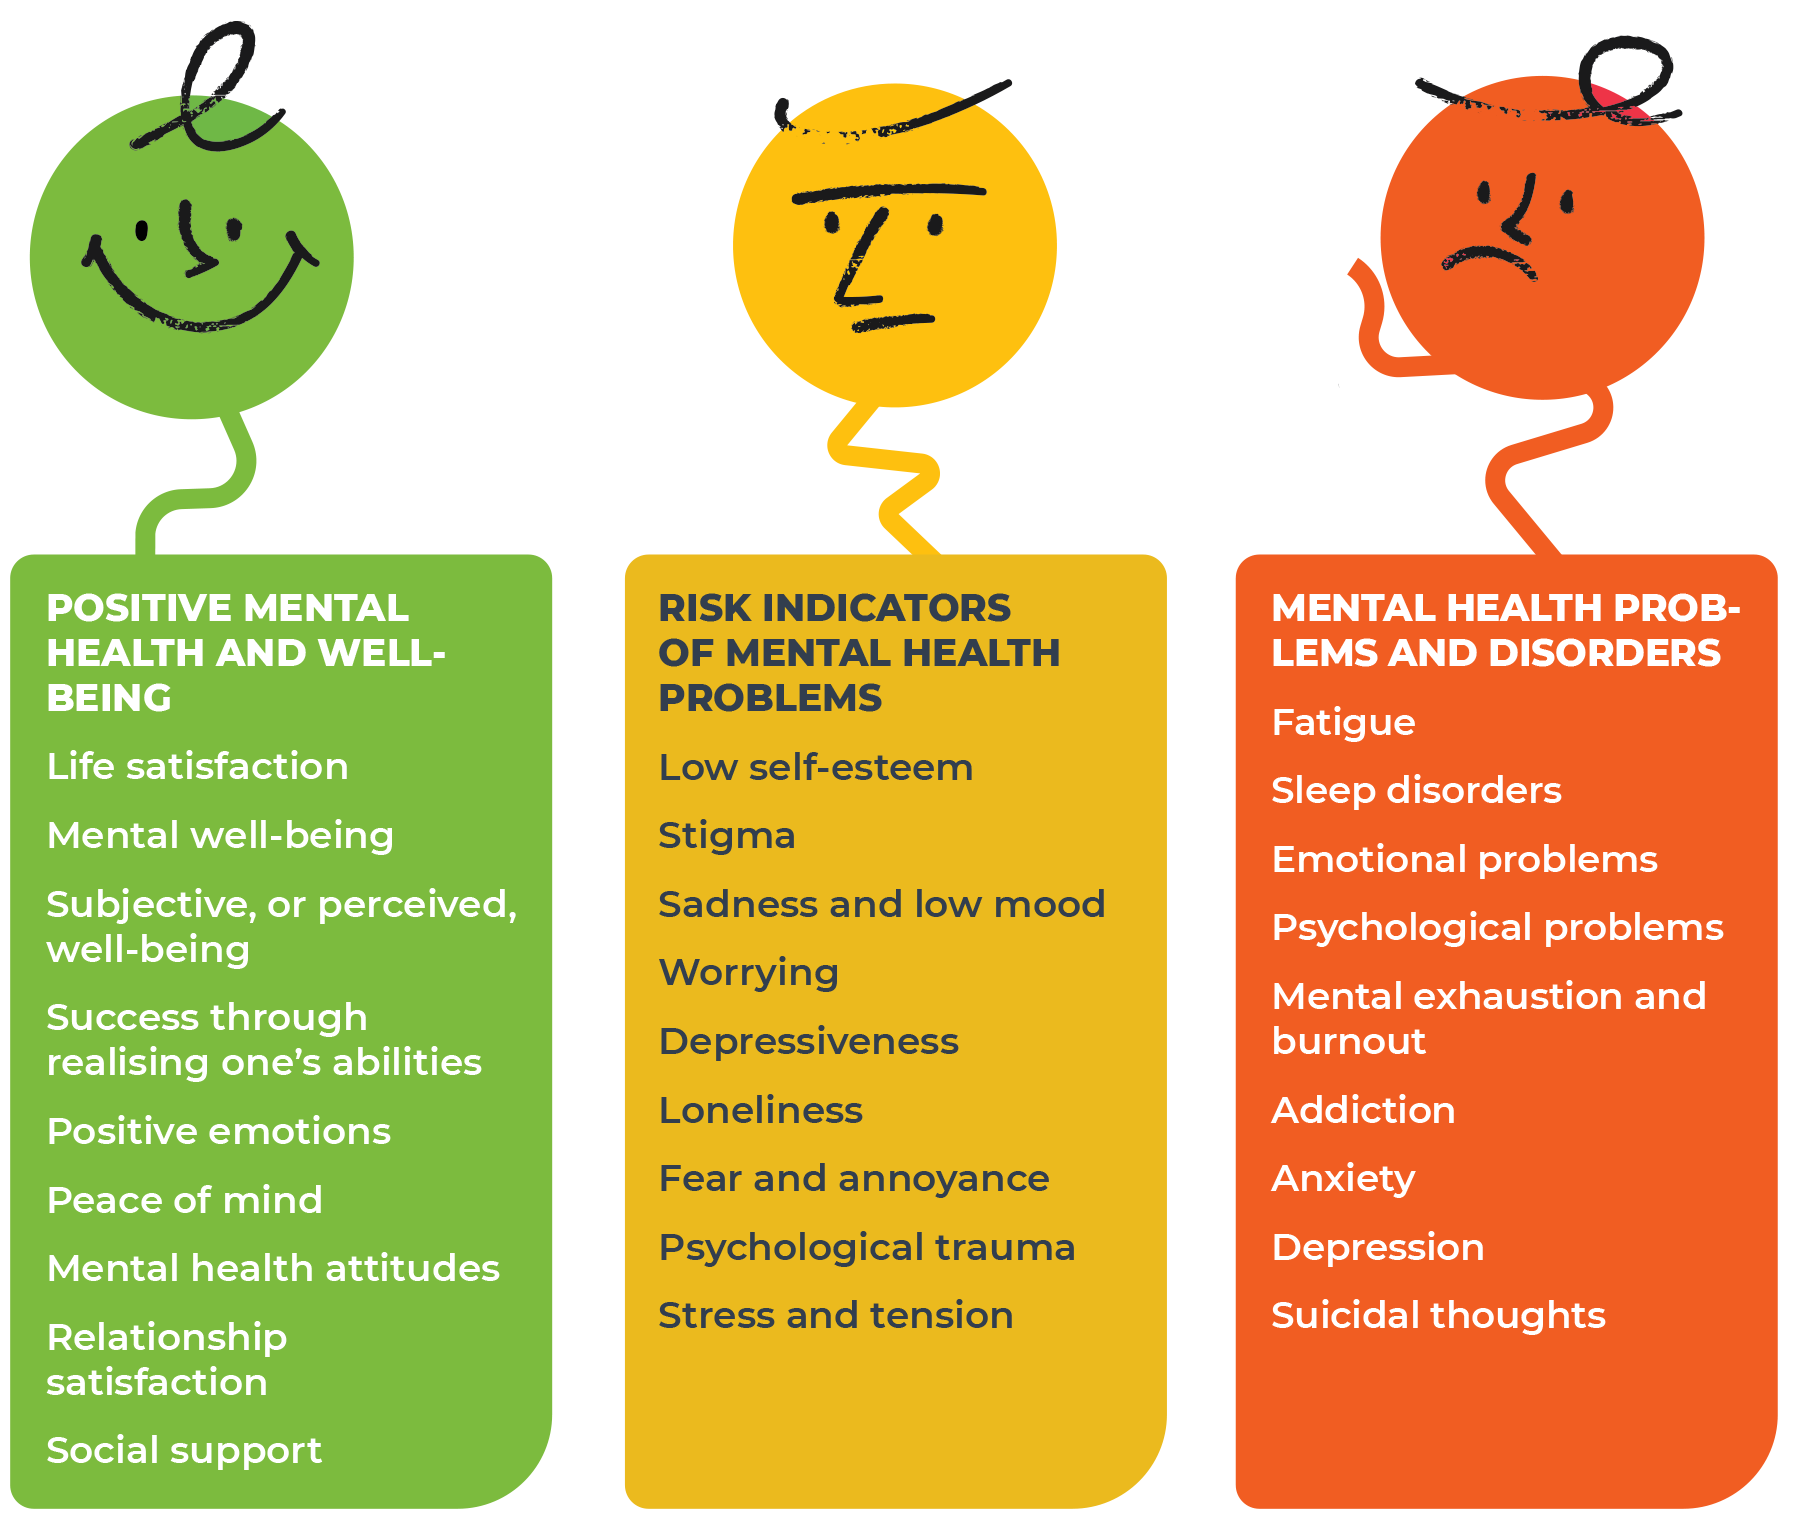 POSITIVE MENTAL
HEALTH AND WELL-
BEING
Life satisfaction
Mental well-being
Subjective, or perceived,
well-being
Success through
realising one’s abilities
Positive emotions
Peace of mind
Mental health attitudes
Relationship
satisfaction
Social support
RISK INDICATORS
OF MENTAL HEALTH
PROBLEMS
Low self-esteem
Stigma
Sadness and low mood
Worrying
Depressiveness
Loneliness
Fear and annoyance
Psychological trauma
Stress and tension
MENTAL HEALTH PROB-
LEMS AND DISORDERS
Fatigue
Sleep disorders
Emotional problems
Psychological problems
Mental exhaustion and
burnout
Addiction
Anxiety
Depression
Suicidal thoughts